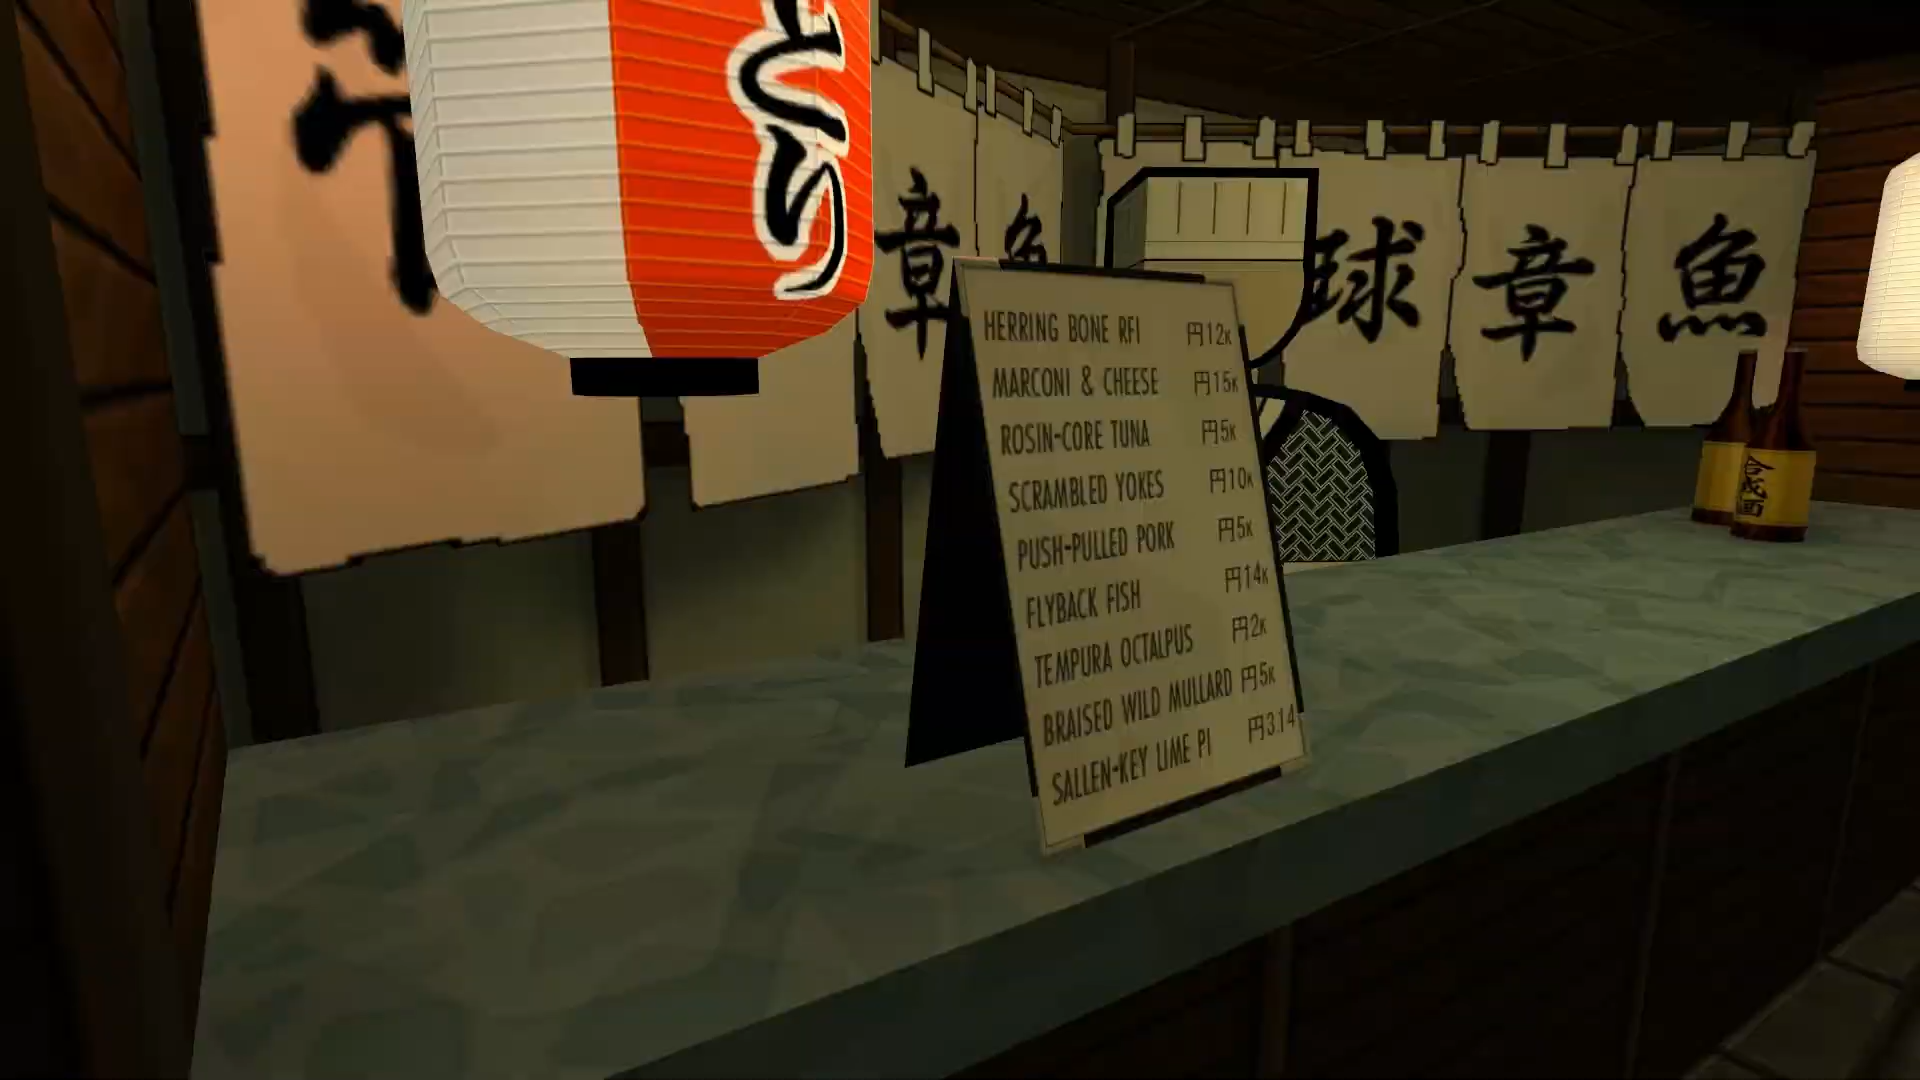 とり
章
魚
球
章
魚
HERRING BONE RFI 円12K
MARCONI & CHEESE 円15K
ROSIN-CORE TUNA 円5K
SCRAMBLED YOKES 円10K
PUSH-PULLED PORK 円5K
FLYBACK FISH 円14K
TEMPURA OCTALPUS 円2K
BRAISED WILD MULLARD 円5K
SALLEN-KEY LIME PI 円3.14
合成酒